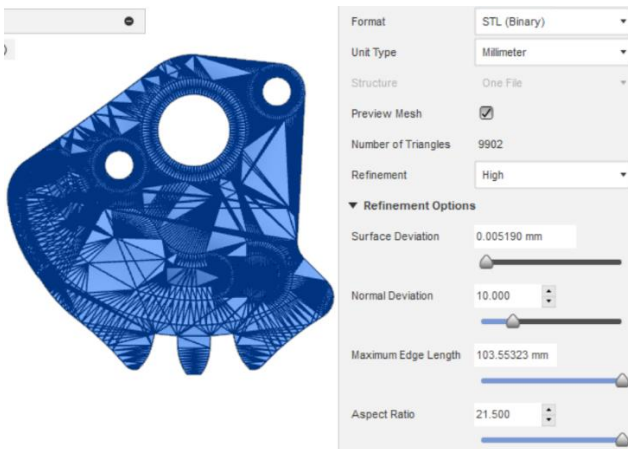 Format STL (Binary)
Unit Type Millimeter
Structure One File
Preview Mesh
Number of Triangles 9902
Refinement High
Refinement Options
Surface Deviation 0.005190 mm
Normal Deviation 10.000
Maximum Edge Length 103.55323 mm
Aspect Ratio 21.500